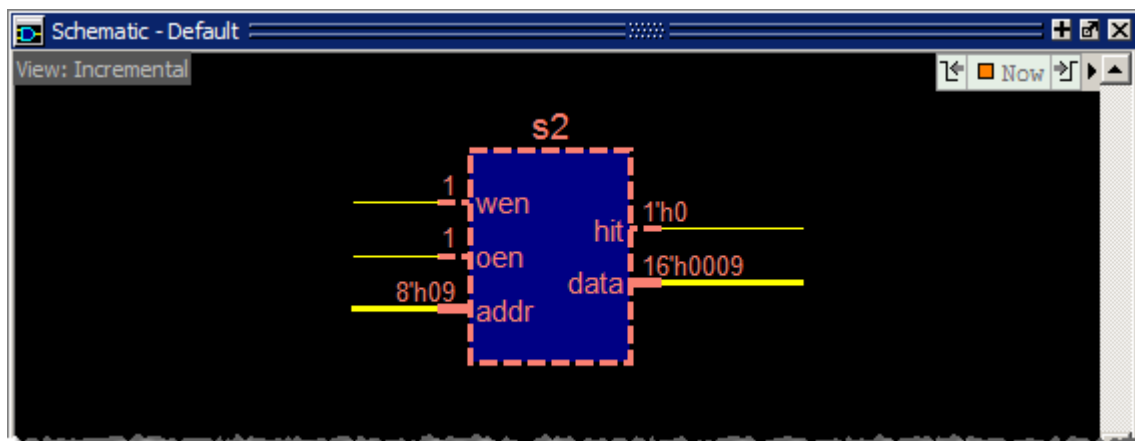 Schematic - Default
View: Incremental
Now
s2
1
wen
1'h0
hit
1
oen
16'h0009
data
8'h09
addr